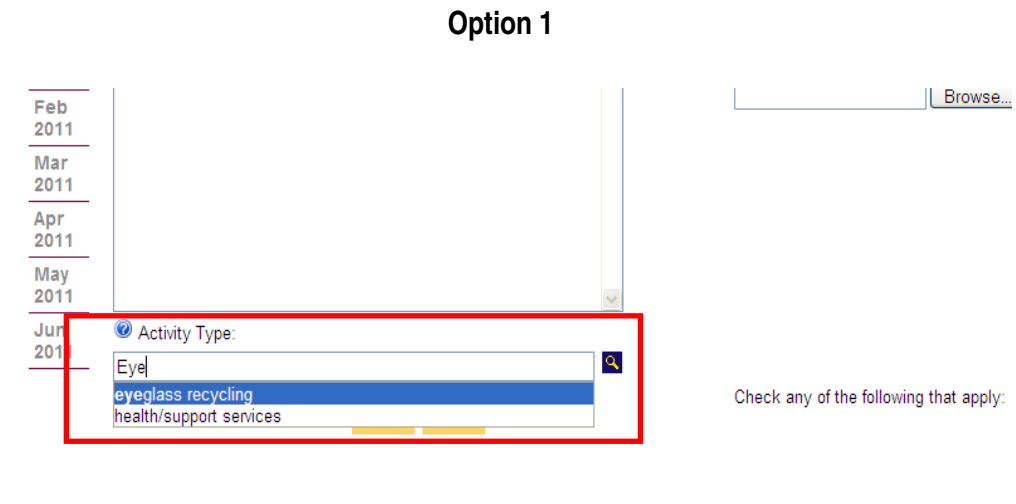 Option 1
Feb
2011
Browse...
Mar
2011
Apr
2011
May
2011
Jun
2011
Activity Type:
Eye
eyeglass recycling
health/support services
Check any of the following that apply: